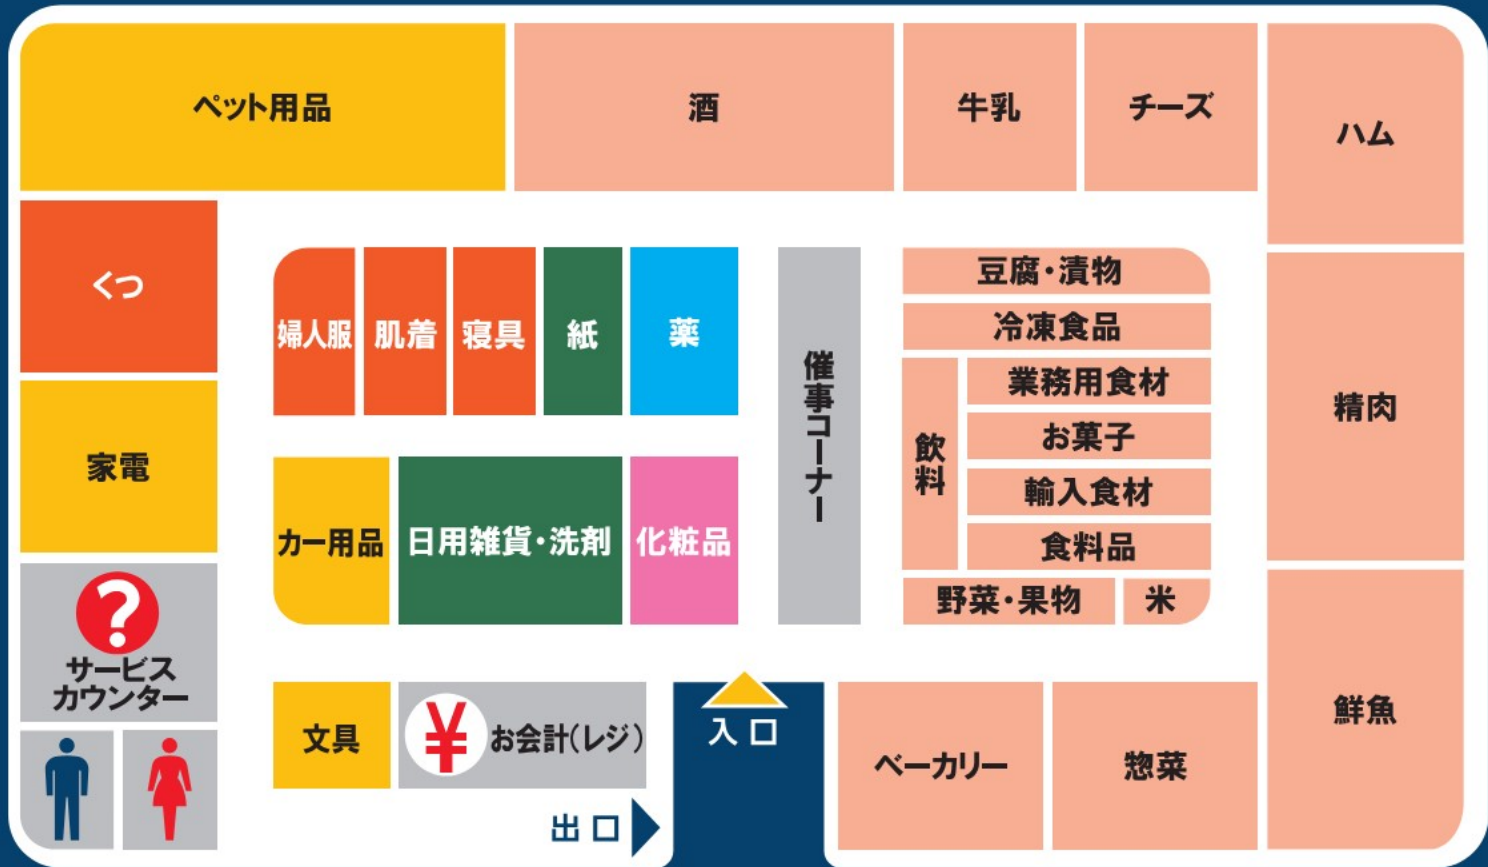 ペット用品
酒
牛乳
チーズ
ハム
くつ
婦人服
肌着
寝具
紙
薬
催事コーナー
豆腐・漬物
冷凍食品
業務用食材
お菓子
飲料
輸入食材
食料品
野菜・果物
米
精肉
家電
カー用品
日用雑貨・洗剤
化粧品
?
サービス
カウンター
文具
¥
お会計(レジ)
入口
出口
ベーカリー
惣菜
鮮魚